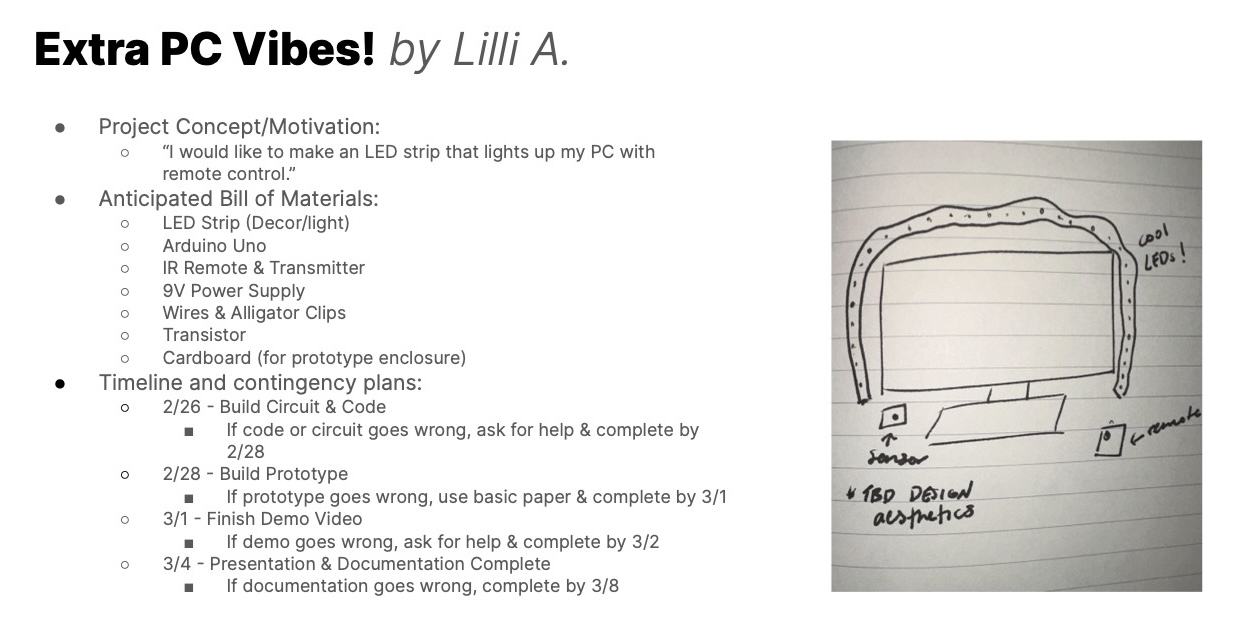 Extra PC Vibes! by Lilli A.
● Project Concept/Motivation:
○ “I would like to make an LED strip that lights up my PC with
remote control.”
● Anticipated Bill of Materials:
○ LED Strip (Decor/light)
○ Arduino Uno
○ IR Remote & Transmitter
○ 9V Power Supply
○ Wires & Alligator Clips
○ Transistor
○ Cardboard (for prototype enclosure)
● Timeline and contingency plans:
○ 2/26 - Build Circuit & Code
■ If code or circuit goes wrong, ask for help & complete by
2/28
○ 2/28 - Build Prototype
■ If prototype goes wrong, use basic paper & complete by 3/1
○ 3/1 - Finish Demo Video
■ If demo goes wrong, ask for help & complete by 3/2
○ 3/4 - Presentation & Documentation Complete
■ If documentation goes wrong, complete by 3/8
cool
LEDs!
sensor
remote
* TBD DESIGN
aesthetics